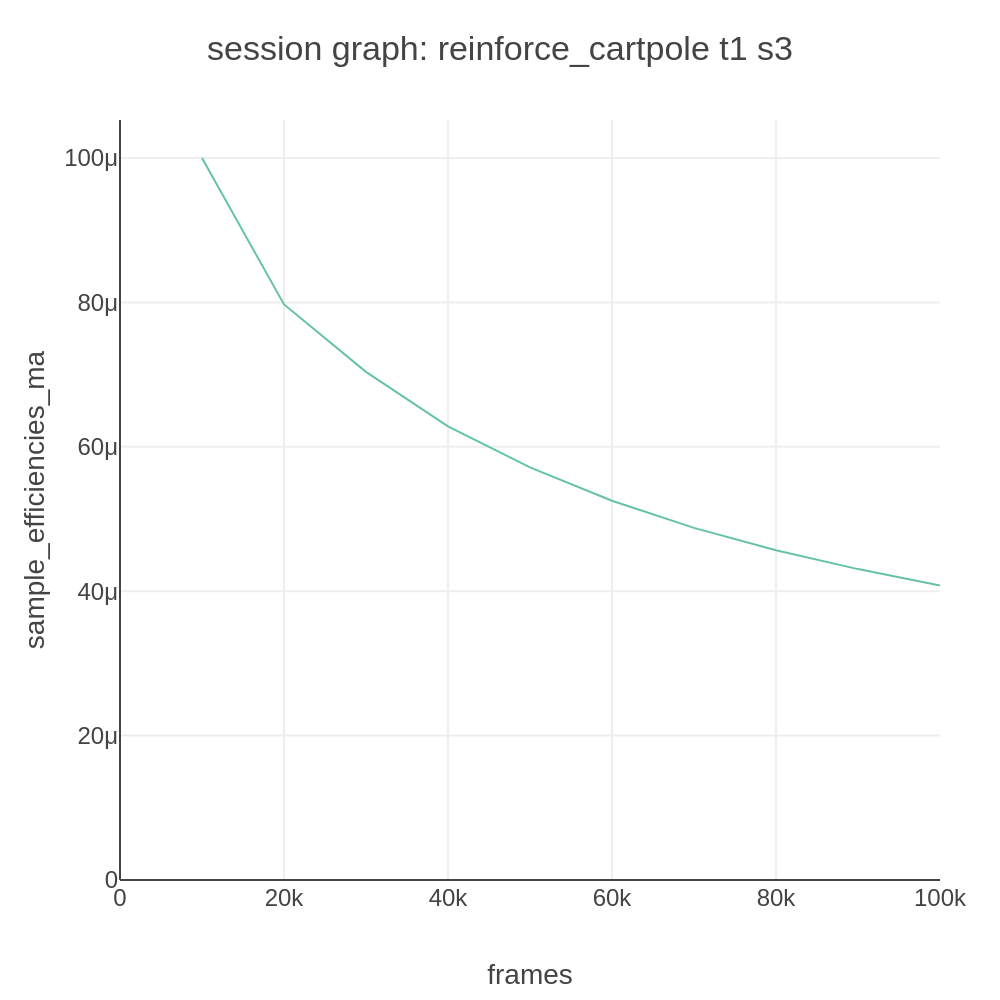 session graph: reinforce_cartpole t1 s3
sample_efficiencies_ma
100μ
80μ
60μ
40μ
20μ
0
0 20k 40k 60k 80k 100k
frames